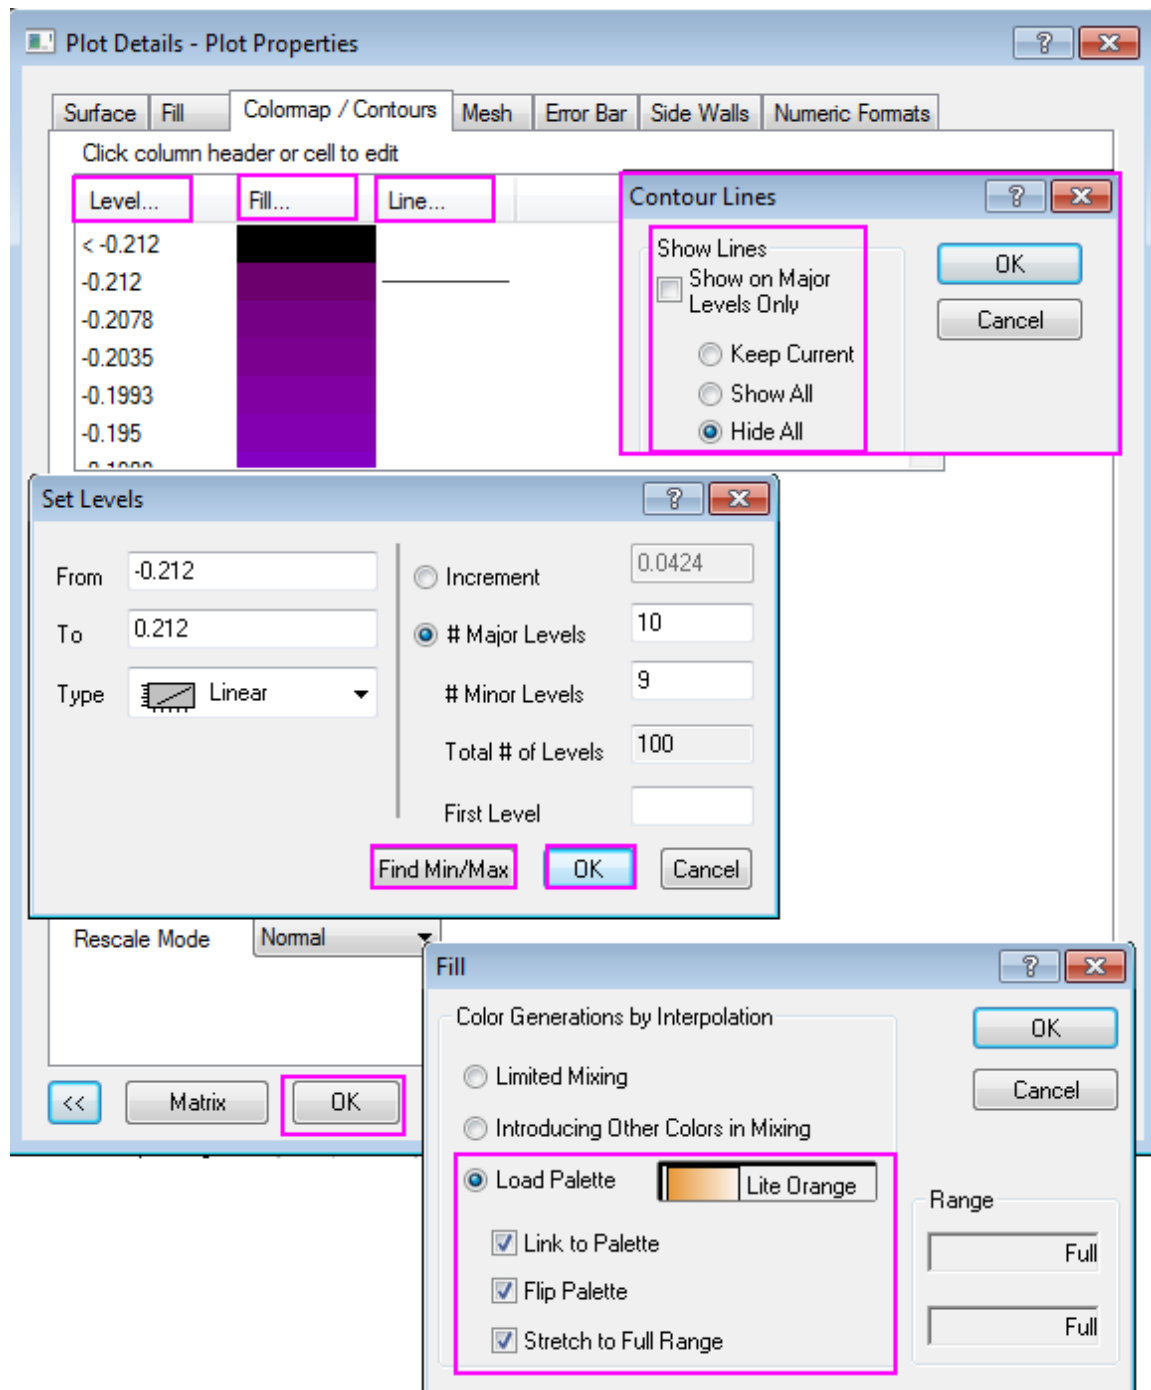 Plot Details - Plot Properties
?
Surface Fill Colormap / Contours Mesh Error Bar Side Walls Numeric Formats
Click column header or cell to edit
Level... Fill... Line...
< -0.212
-0.212
-0.2078
-0.2035
-0.1993
-0.195
Contour Lines
?
Show Lines
Show on Major
Levels Only
Keep Current
Show All
Hide All
OK
Cancel
Set Levels
?
From -0.212
To 0.212
Type Linear
Increment 0.0424
# Major Levels 10
# Minor Levels 9
Total # of Levels 100
First Level
Find Min/Max OK Cancel
Rescale Mode Normal
<< Matrix OK
Fill
?
Color Generations by Interpolation
Limited Mixing
Introducing Other Colors in Mixing
Load Palette Lite Orange
Link to Palette
Flip Palette
Stretch to Full Range
OK
Cancel
Range
Full
Full